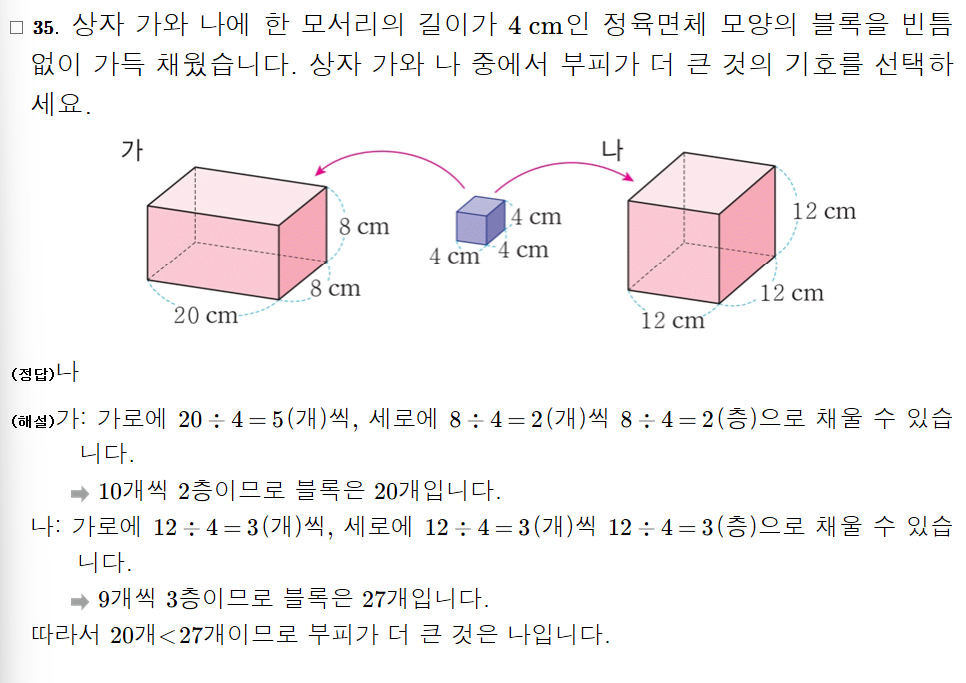 □ 35. 상자 가와 나에 한 모서리의 길이가 4 cm인 정육면체 모양의 블록을 빈틈
없이 가득 채웠습니다. 상자 가와 나 중에서 부피가 더 큰 것의 기호를 선택하
세요.
가
나
8 cm
8 cm
20 cm
4 cm
4 cm
4 cm
12 cm
12 cm
12 cm
(정답)나
(해설)가: 가로에 20÷4=5(개)씩, 세로에 8÷4=2(개)씩 8÷4=2(층)으로 채울 수 있습
니다.
➡ 10개씩 2층이므로 블록은 20개입니다.
나: 가로에 12÷4=3(개)씩, 세로에 12÷4=3(개)씩 12÷4=3(층)으로 채울 수 있습
니다.
➡ 9개씩 3층이므로 블록은 27개입니다.
따라서 20개<27개이므로 부피가 더 큰 것은 나입니다.